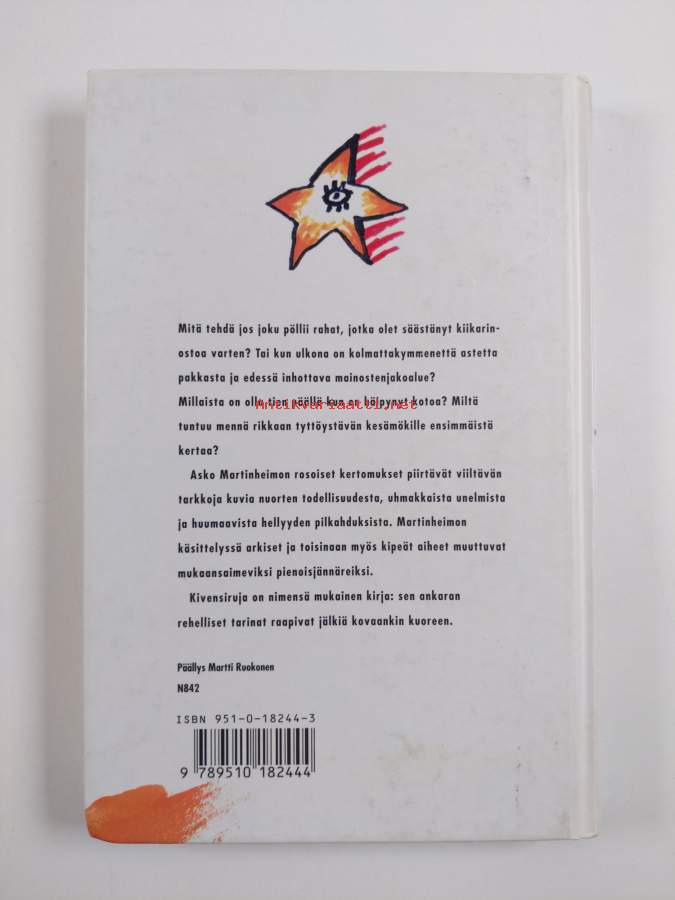 Mitä tehdä jos joku pöllii rahat, jotka olet säästänyt kiikarin-
ostoa varten? Tai kun ulkona on kolmattakymmenettä astetta
pakkasta ja edessä inhottava mainostenjakoalue?
Millaista on olla tien päällä kun on häipynyt kotoa? Miltä
Antikvariaatti.net
tuntuu mennä rikkaan tyttöystävän kesämökille ensimmäistä
kertaa?
Asko Martinheimon rosoiset kertomukset piirtävät viiltävän
tarkkoja kuvia nuorten todellisuudesta, uhmakkaista unelmista
ja huumaavista hellyyden pilkahduksista. Martinheimon
käsittelyssä arkiset ja toisinaan myös kipeät aiheet muuttuvat
mukaansaimeviksi pienoisjännäreiksi.
Kivensiruja on nimensä mukainen kirja: sen ankaran
rehelliset tarinat raapivat jälkiä kovaankin kuoreen.
Päällys Martti Ruokonen
N842
ISBN 951-0-18244-3
9 789510 182444